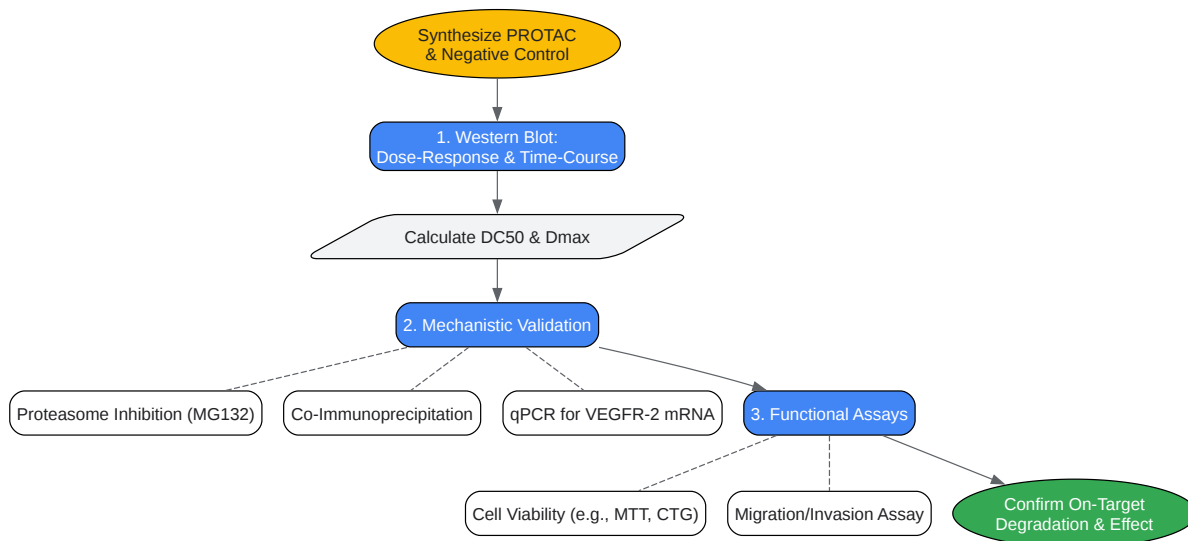 Synthesize PROTAC
& Negative Control
1. Western Blot:
Dose-Response & Time-Course
Calculate DC50 & Dmax
2. Mechanistic Validation
Proteasome Inhibition (MG132)
Co-Immunoprecipitation
qPCR for VEGFR-2 mRNA
3. Functional Assays
Cell Viability (e.g., MTT, CTG)
Migration/Invasion Assay
Confirm On-Target
Degradation & Effect